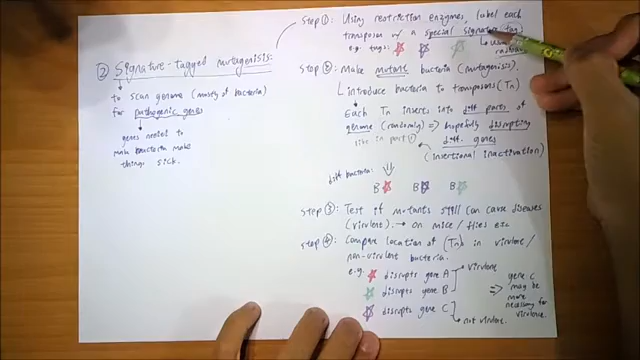 ② Signature-tagged mutagenesis
to scan genome (mostly of bacteria)
for pathogenic genes
genes needed to
make bacteria make
things sick.
Step ①: Using restriction enzymes, label each
transposon w/ a special signature (tag)
e.g. tags:
Step ②: Make mutant bacteria (mutagenesis).
introduce bacteria to transposons (Tn)
Each Tn inserts into diff parts of
genome (randomly) => hopefully disrupting
like in part ① diff. genes
(insertional inactivation)
diff bacteria:
B B B
Step ③: Test if mutants still can cause diseases
(virulent). → on mice / flies etc
Step ④: Compare location of (Tn)s in virulent /
non-virulent bacteria.
e.g. disrupts gene A
disrupts gene B
virulent
disrupts gene C
not virulent.
=> gene C
may be
more
necessary for
virulence.